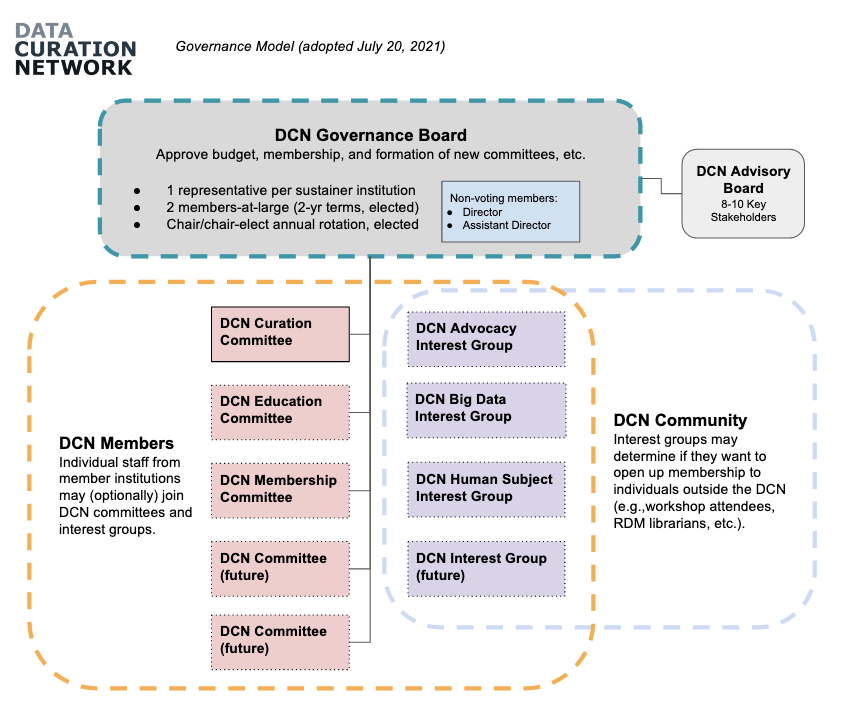 DATA
CURATION
NETWORK
Governance Model (adopted July 20, 2021)
DCN Governance Board
Approve budget, membership, and formation of new committees, etc.
● 1 representative per sustainer institution
● 2 members-at-large (2-yr terms, elected)
● Chair/chair-elect annual rotation, elected
Non-voting members:
● Director
● Assistant Director
DCN Advisory
Board
8-10 Key
Stakeholders
DCN Members
Individual staff from
member institutions
may (optionally) join
DCN committees and
interest groups.
DCN Curation
Committee
DCN Education
Committee
DCN Membership
Committee
DCN Committee
(future)
DCN Committee
(future)
DCN Advocacy
Interest Group
DCN Big Data
Interest Group
DCN Human Subject
Interest Group
DCN Interest Group
(future)
DCN Community
Interest groups may
determine if they want to
open up membership to
individuals outside the DCN
(e.g.,workshop attendees,
RDM librarians, etc.).